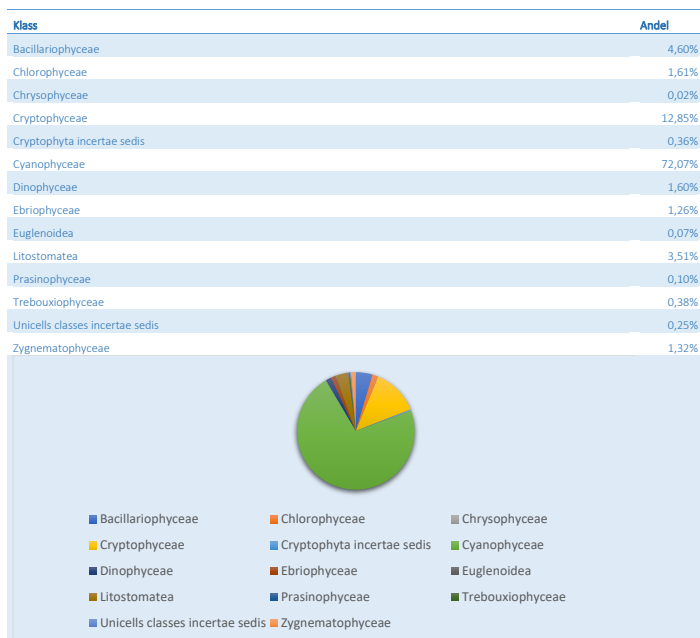 Klass Andel
Bacillariophyceae 4,60%
Chlorophyceae 1,61%
Chrysophyceae 0,02%
Cryptophyceae 12,85%
Cryptophyta incertae sedis 0,36%
Cyanophyceae 72,07%
Dinophyceae 1,60%
Ebriophyceae 1,26%
Euglenoidea 0,07%
Litostomatea 3,51%
Prasinophyceae 0,10%
Trebouxiophyceae 0,38%
Unicells classes incertae sedis 0,25%
Zygnematophyceae 1,32%
Bacillariophyceae Chlorophyceae Chrysophyceae
Cryptophyceae Cryptophyta incertae sedis Cyanophyceae
Dinophyceae Ebriophyceae Euglenoidea
Litostomatea Prasinophyceae Trebouxiophyceae
Unicells classes incertae sedis Zygnematophyceae